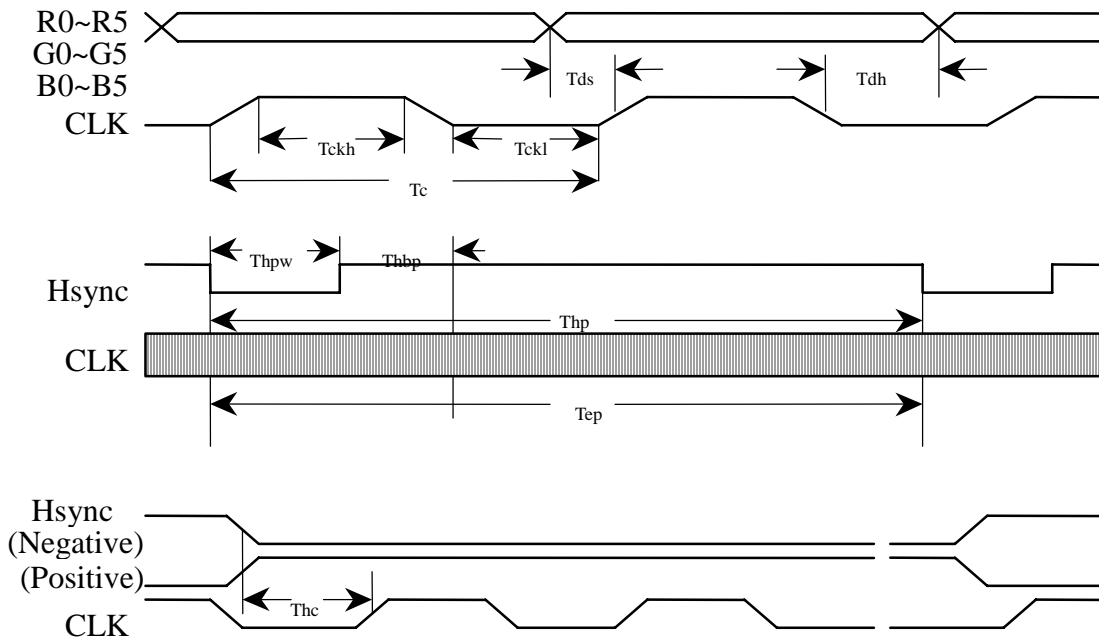 R0~R5
G0~G5
Tds
Tdh
B0~B5
CLK
Tckh
Tckl
Tc
Thpw
Thbp
Hsync
Thp
CLK
Tep
Hsync
(Negative)
(Positive)
Thc
CLK